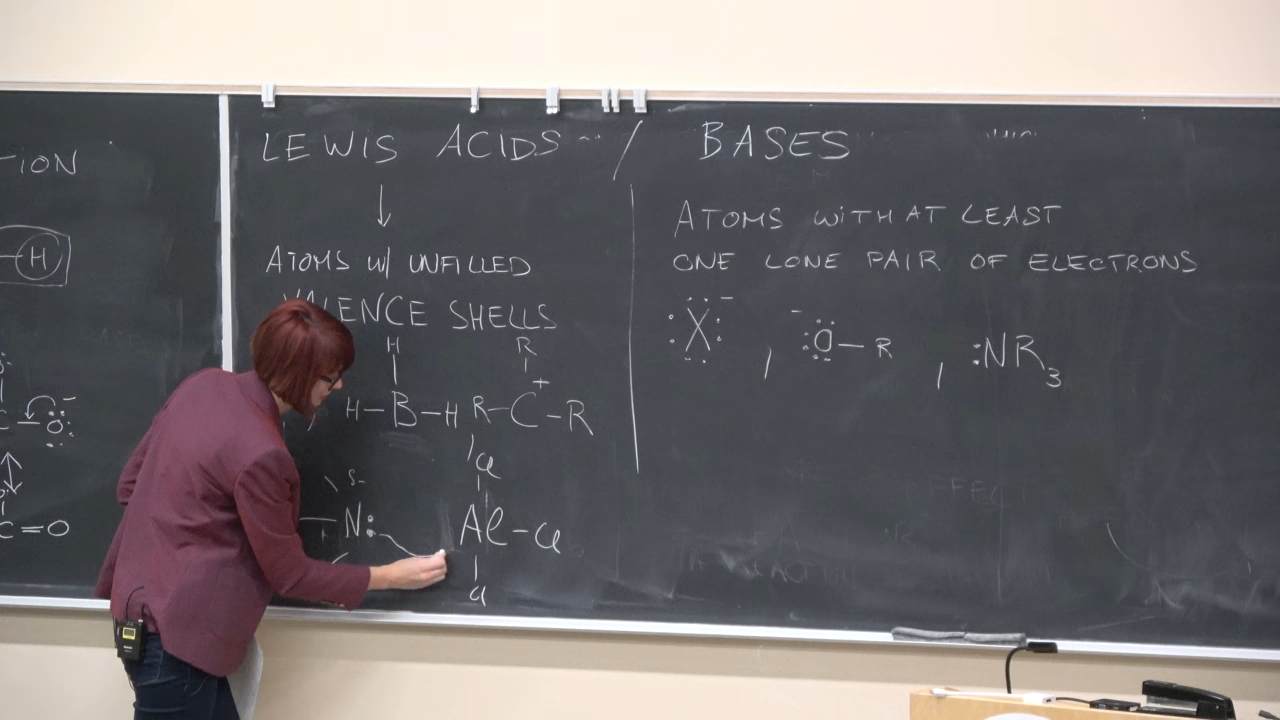 -ION
H
C=O
LEWIS ACIDS / BASES
ATOMS W/ UNFILLED
VALENCE SHELLS
H
H-B-H
R
+
R-C-R
N:
Cl
Al-Cl
Cl
ATOMS WITH AT LEAST
ONE LONE PAIR OF ELECTRONS
X⁻ , ⁻O-R , :NR₃